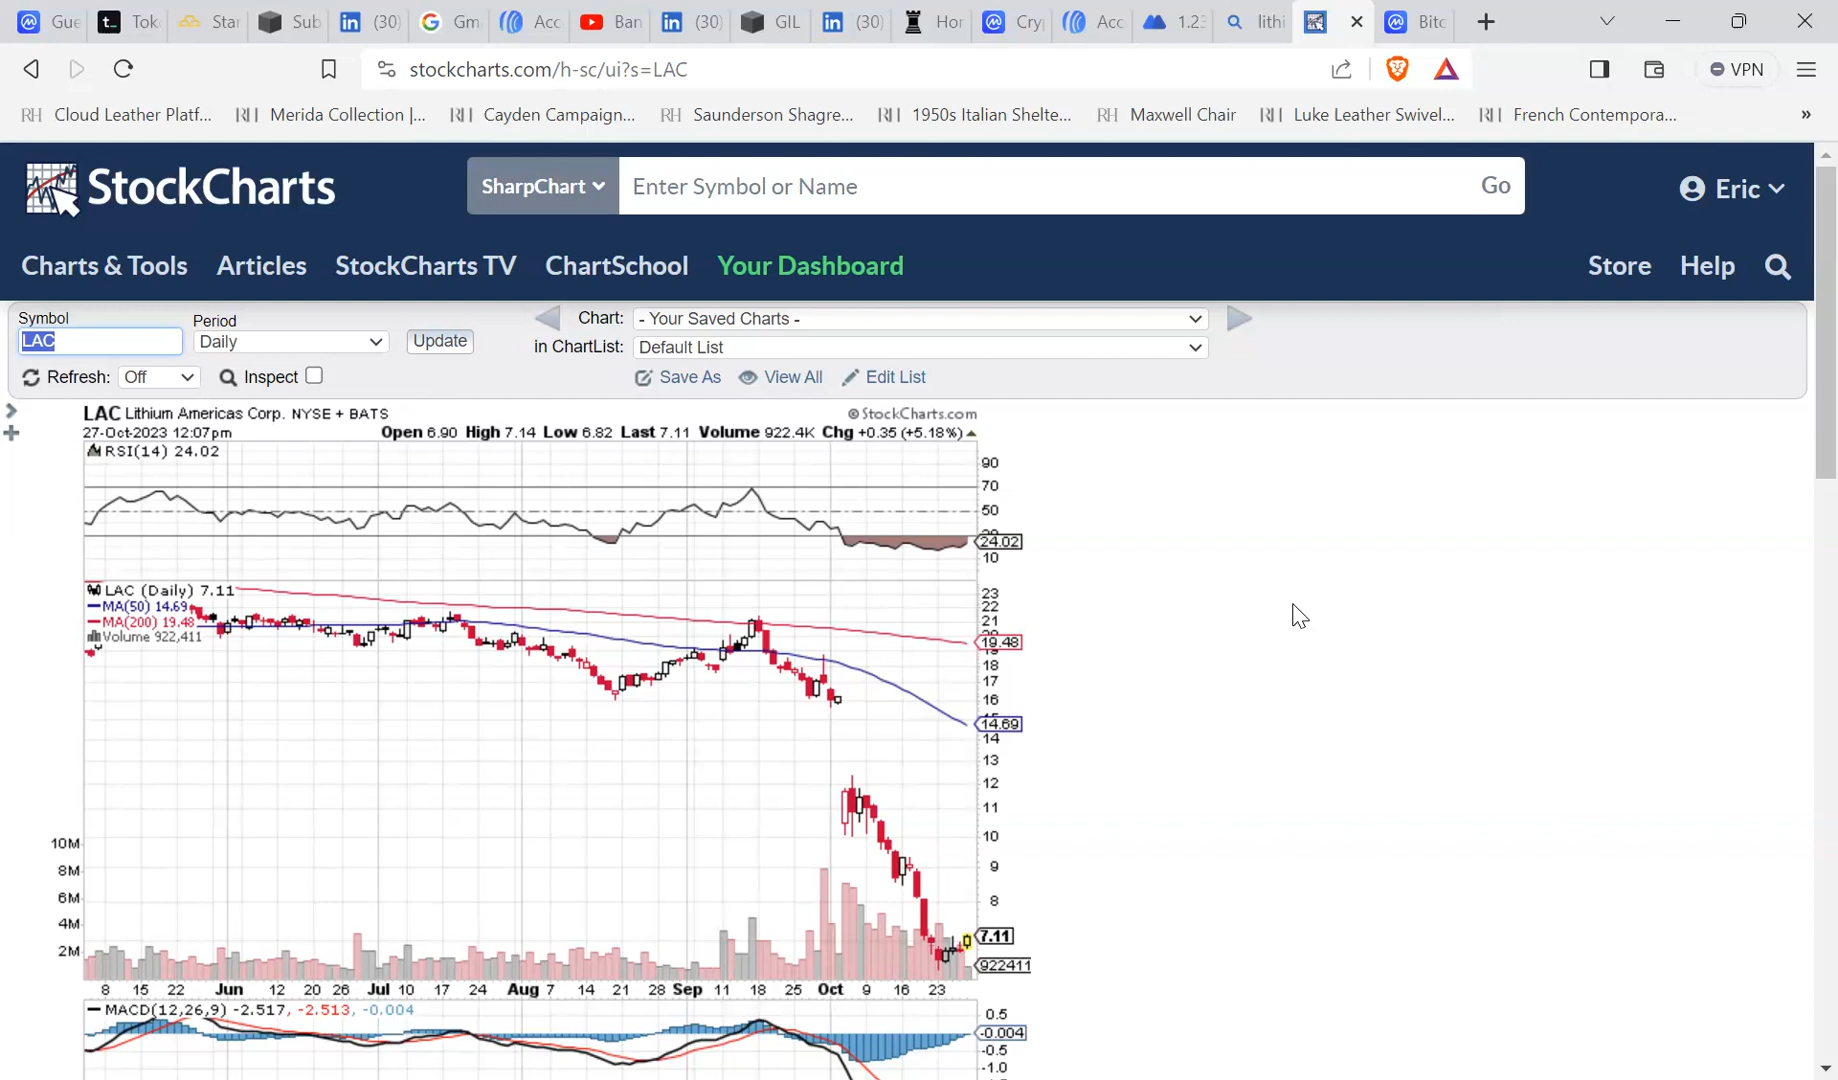 Gue
Tok
Star
Sub
(30)
Gm
Acc
Ban
(30)
GIL
(30)
Hor
Cry
Acc
1.23
lithi
Bitc
stockcharts.com/h-sc/ui?s=LAC
VPN
RH Cloud Leather Platf...
RH Merida Collection |...
RH Cayden Campaign...
RH Saunderson Shagre...
RH 1950s Italian Shelte...
RH Maxwell Chair
RH Luke Leather Swivel...
RH French Contempora...
»
StockCharts
SharpChart
Enter Symbol or Name
Go
Eric
Charts & Tools Articles StockCharts TV ChartSchool Your Dashboard Store Help
Symbol
LAC
Period
Daily
Update
Chart: - Your Saved Charts -
in ChartList: Default List
Refresh: Off Inspect
Save As View All Edit List
LAC Lithium Americas Corp. NYSE + BATS © StockCharts.com
27-Oct-2023 12:07pm Open 6.90 High 7.14 Low 6.82 Last 7.11 Volume 922.4K Chg +0.35 (+5.18%)
RSI(14) 24.02
90
70
50
24.02
10
LAC (Daily) 7.11
MA(50) 14.69
MA(200) 19.48
Volume 922,411
23
22
21
19.48
18
17
16
14.69
14
13
12
11
10
9
8
7.11
922411
10M
8M
6M
4M
2M
8 15 22 Jun 12 20 26 Jul 10 17 24 Aug 7 14 21 28 Sep 11 18 25 Oct 9 16 23
MACD(12,26,9) -2.517, -2.513, -0.004
0.5
-0.004
-0.5
-1.0